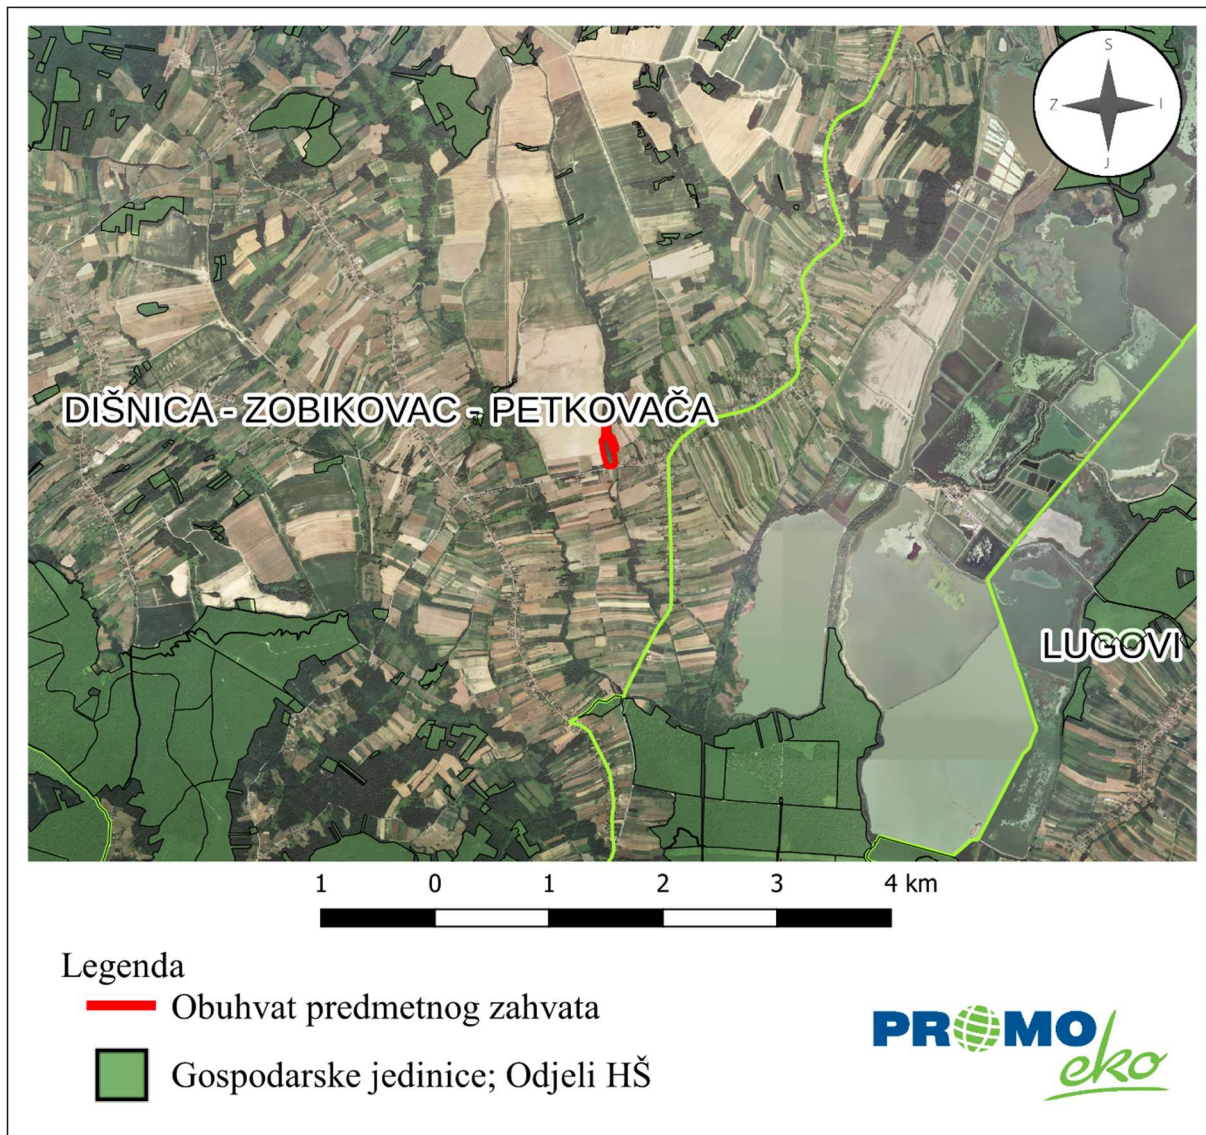 S
Z I
J
DIŠNICA - ZOBIKOVAC - PETKOVAČA
LUGOVI
1 0 1 2 3 4 km
Legenda
Obuhvat predmetnog zahvata
Gospodarske jedinice; Odjeli HŠ
PROMO
eko